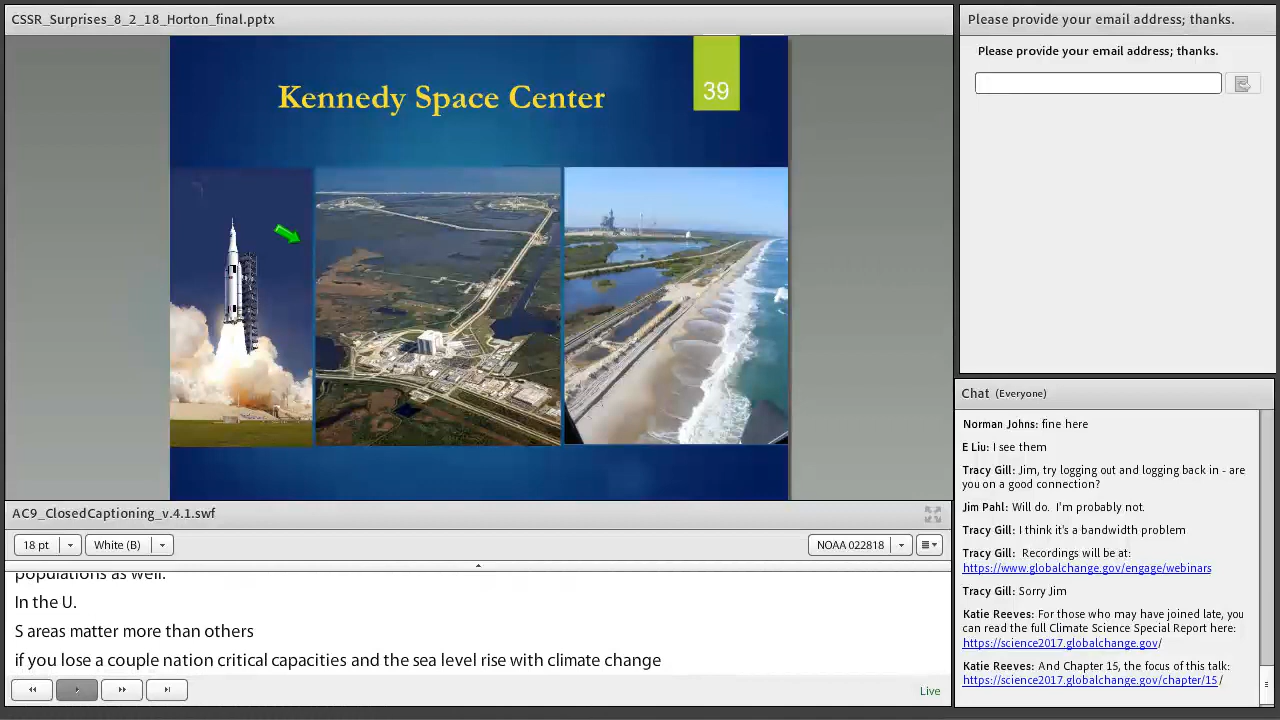 CSSR_Surprises_8_2_18_Horton_final.pptx
Kennedy Space Center
39
AC9_ClosedCaptioning_v.4.1.swf
18 pt
White (B)
NOAA 022818
populations as well.
In the U.
S areas matter more than others
if you lose a couple nation critical capacities and the sea level rise with climate change
Live
Please provide your email address; thanks.
Please provide your email address; thanks.
Chat (Everyone)
Norman Johns: fine here
E Liu: I see them
Tracy Gill: Jim, try logging out and logging back in - are
you on a good connection?
Jim Pahl: Will do. I'm probably not.
Tracy Gill: I think it's a bandwidth problem
Tracy Gill: Recordings will be at:
https://www.globalchange.gov/engage/webinars
Tracy Gill: Sorry Jim
Katie Reeves: For those who may have joined late, you
can read the full Climate Science Special Report here:
https://science2017.globalchange.gov/
Katie Reeves: And Chapter 15, the focus of this talk:
https://science2017.globalchange.gov/chapter/15/